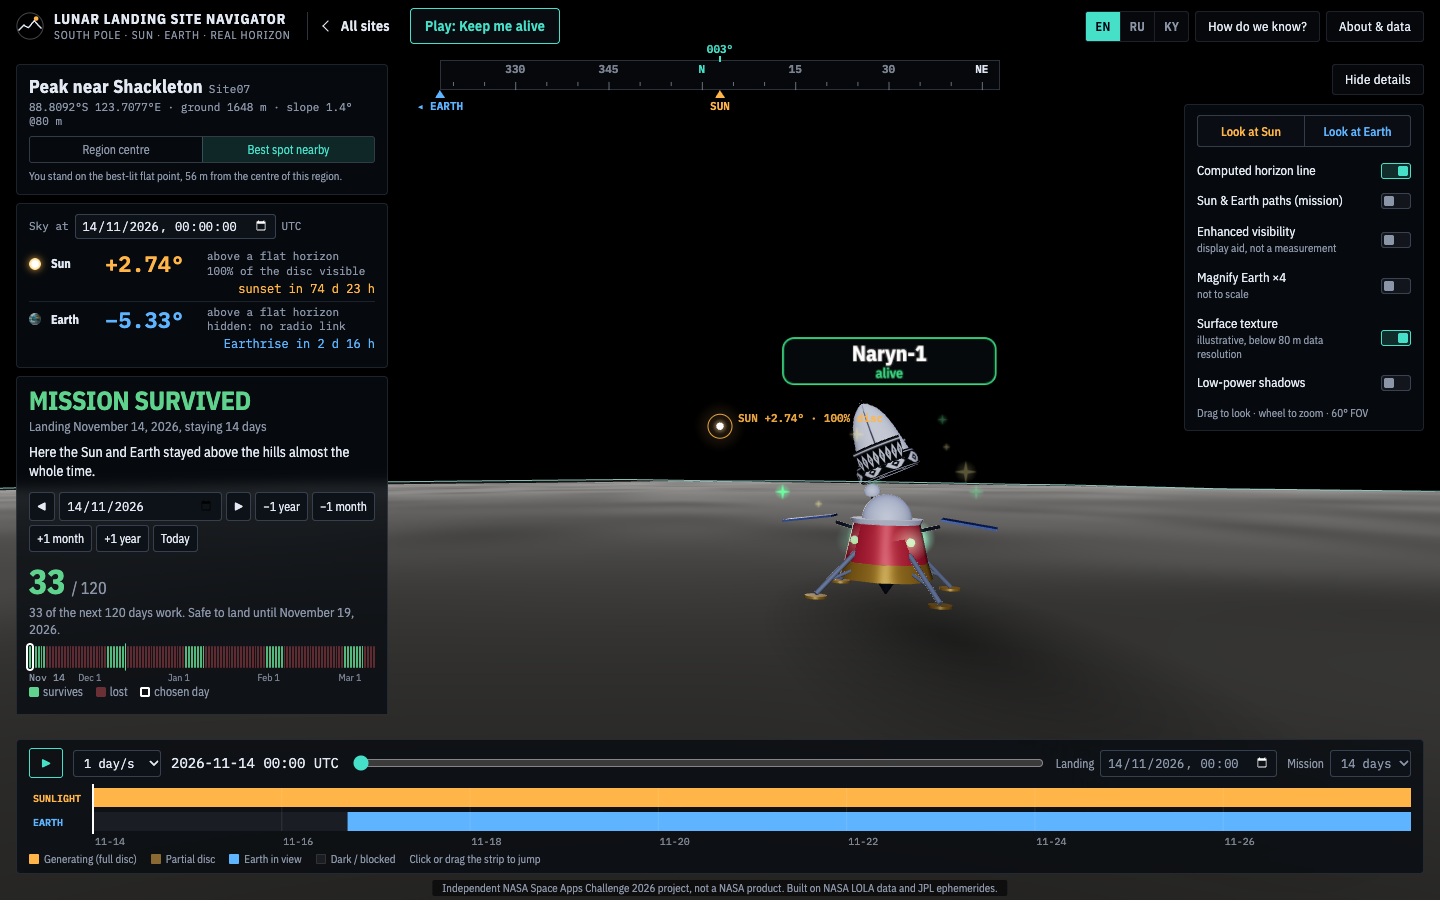 LUNAR LANDING SITE NAVIGATOR
SOUTH POLE · SUN · EARTH · REAL HORIZON
All sites
Play: Keep me alive
EN RU KY
How do we know?
About & data
003°
330 345 N 15 30 NE
◂ EARTH
SUN
Peak near Shackleton Site07
88.8092°S 123.7077°E · ground 1648 m · slope 1.4°
@80 m
Region centre
Best spot nearby
You stand on the best-lit flat point, 56 m from the centre of this region.
Sky at 14/11/2026, 00:00:00 UTC
Sun +2.74° above a flat horizon
100% of the disc visible
sunset in 74 d 23 h
Earth −5.33° above a flat horizon
hidden: no radio link
Earthrise in 2 d 16 h
MISSION SURVIVED
Landing November 14, 2026, staying 14 days
Here the Sun and Earth stayed above the hills almost the
whole time.
◀ 14/11/2026 ▶ −1 year −1 month
+1 month +1 year Today
33 / 120
33 of the next 120 days work. Safe to land until November 19,
2026.
Nov 14 Dec 1 Jan 1 Feb 1 Mar 1
survives lost chosen day
Hide details
Look at Sun
Look at Earth
Computed horizon line
Sun & Earth paths (mission)
Enhanced visibility
display aid, not a measurement
Magnify Earth ×4
not to scale
Surface texture
illustrative, below 80 m data
resolution
Low-power shadows
Drag to look · wheel to zoom · 60° FOV
Naryn-1
alive
SUN +2.74° · 100%
▶ 1 day/s 2026-11-14 00:00 UTC
Landing 14/11/2026, 00:00
Mission 14 days
SUNLIGHT
EARTH
11-14 11-16 11-18 11-20 11-22 11-24 11-26
Generating (full disc) Partial disc Earth in view Dark / blocked Click or drag the strip to jump
Independent NASA Space Apps Challenge 2026 project, not a NASA product. Built on NASA LOLA data and JPL ephemerides.